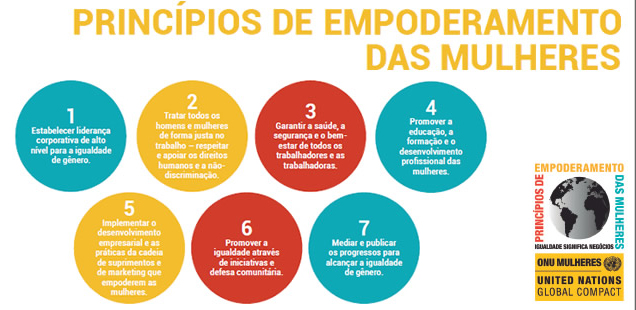 PRINCÍPIOS DE EMPODERAMENTO
DAS MULHERES
1
Estabelecer liderança
corporativa de alto
nível para a igualdade
de gênero.
2
Tratar todos os
homens e mulheres
de forma justa no
trabalho – respeitar
e apoiar os direitos
humanos e a não-
discriminação.
3
Garantir a saúde, a
segurança e o bem-
estar de todos os
trabalhadores e as
trabalhadoras.
4
Promover a
educação, a
formação e o
desenvolvimento
profissional das
mulheres.
5
Implementar o
desenvolvimento
empresarial e as
práticas da cadeia
de suprimentos e
de marketing que
empoderem as
mulheres.
6
Promover a
igualdade através
de iniciativas e
defesa comunitária.
7
Mediar e publicar
os progressos para
alcançar a igualdade
de gênero.
PRINCÍPIOS DE
EMPODERAMENTO
DAS MULHERES
IGUALDADE SIGNIFICA NEGÓCIOS
ONU MULHERES
UNITED NATIONS
GLOBAL COMPACT